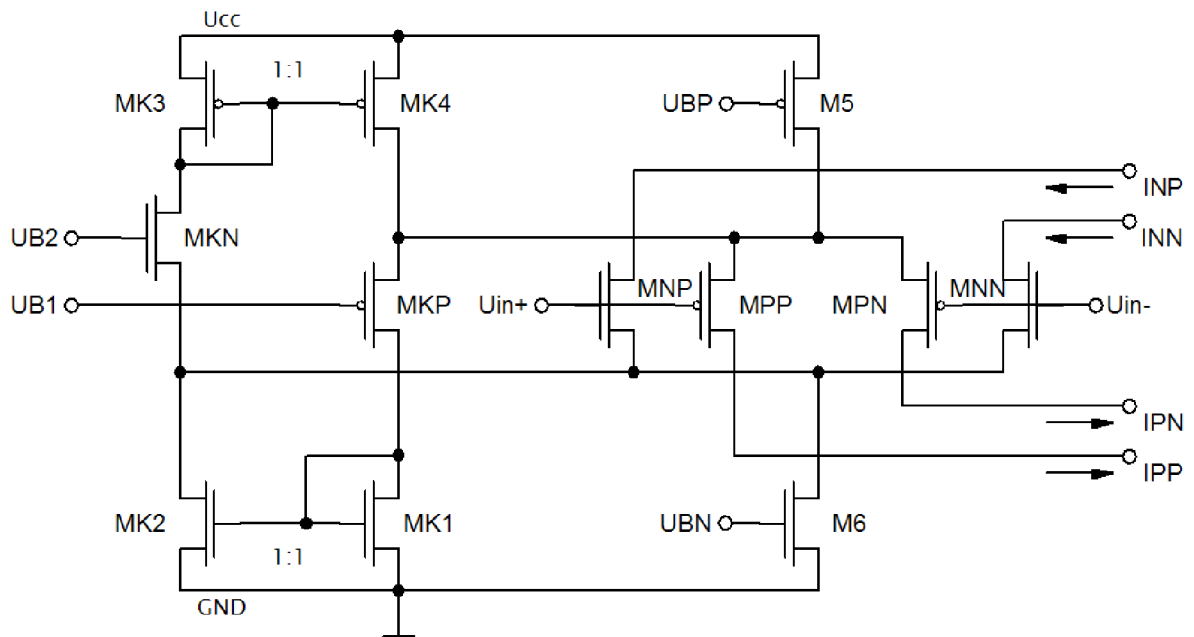 Ucc
1:1
MK3
MK4
UBP
M5
INP
UB2
MKN
INN
UB1
MKP
Uin+
MNP
MPP
MPN
MNN
Uin-
IPN
IPP
MK2
MK1
UBN
M6
1:1
GND